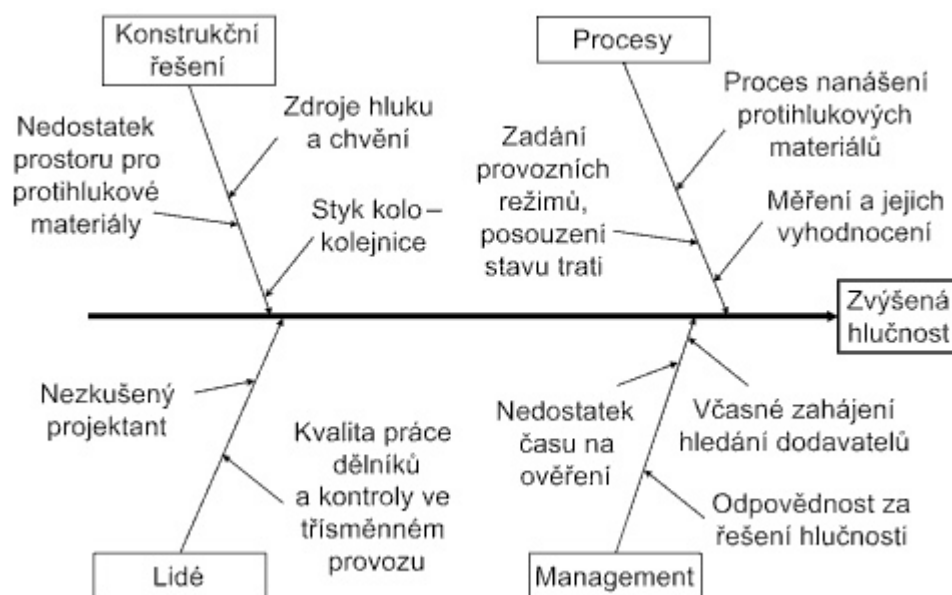 Konstrukční
řešení
Procesy
Nedostatek
prostoru pro
protihlukové
materiály
Zdroje hluku
a chvění
Styk kolo –
kolejnice
Zadání
provozních
režimů,
posouzení
stavu trati
Proces nanášení
protihlukových
materiálů
Měření a jejich
vyhodnocení
Zvýšená
hlučnost
Nezkušený
projektant
Kvalita práce
dělníků
a kontroly ve
třísměnném
provozu
Nedostatek
času na
ověření
Včasné zahájení
hledání dodavatelů
Odpovědnost za
řešení hlučnosti
Lidé
Management